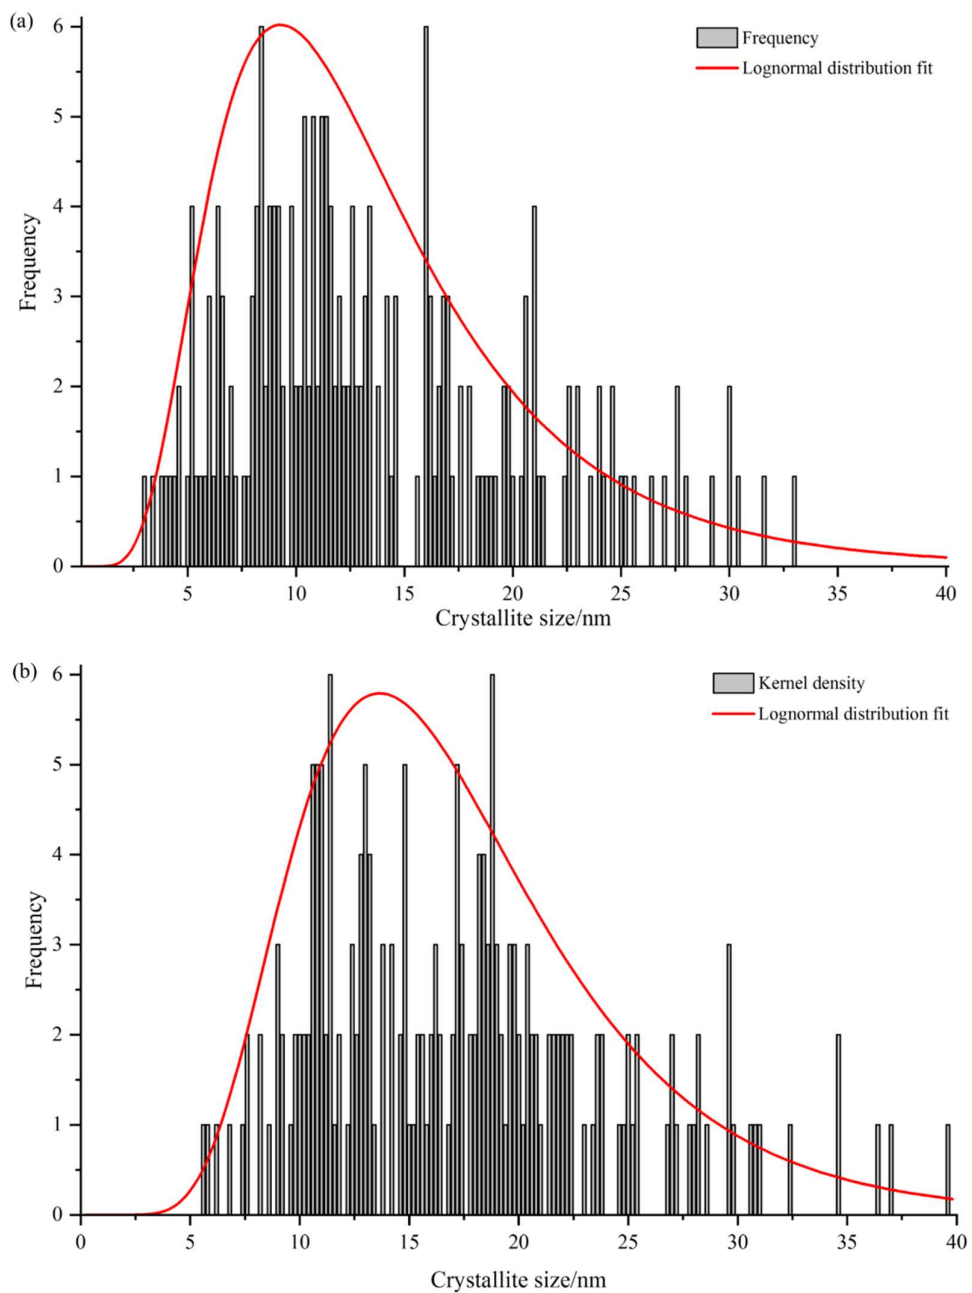 (a)
Frequency
Lognormal distribution fit
6
5
4
3
2
1
0
Frequency
5 10 15 20 25 30 35 40
Crystallite size/nm
(b)
Kernel density
Lognormal distribution fit
6
5
4
3
2
1
0
Frequency
0 5 10 15 20 25 30 35 40
Crystallite size/nm